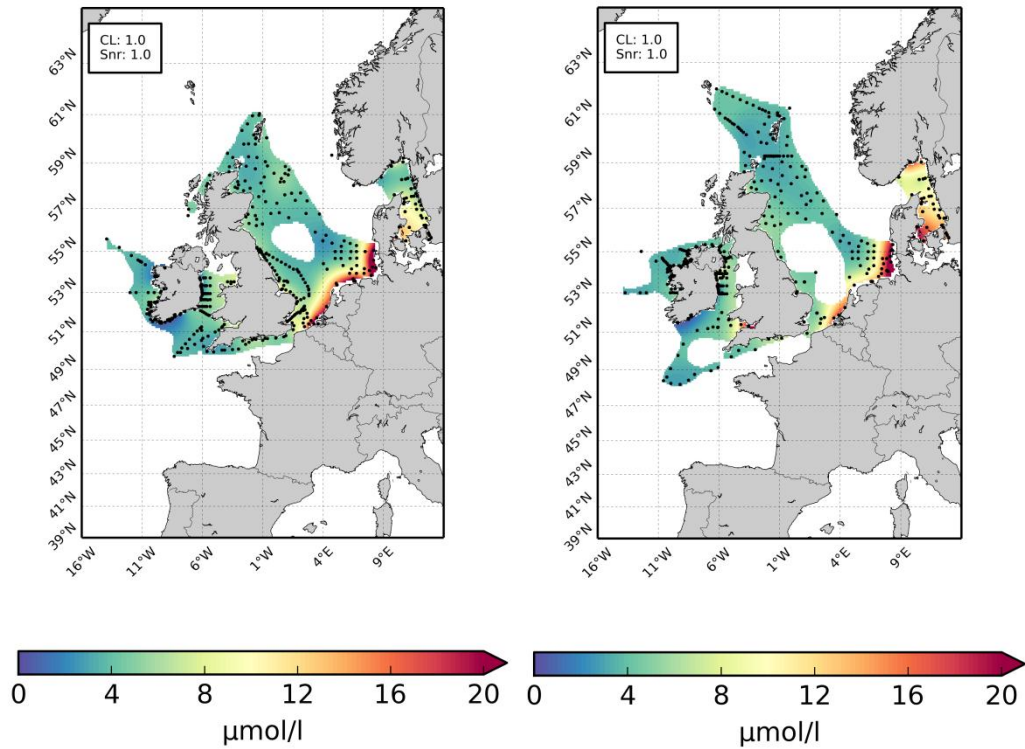 CL: 1.0
Snr: 1.0
63°N
61°N
59°N
57°N
55°N
53°N
51°N
49°N
47°N
45°N
43°N
41°N
39°N
16°W
11°W
6°W
1°W
4°E
9°E
0
4
8
12
16
20
µmol/l
CL: 1.0
Snr: 1.0
63°N
61°N
59°N
57°N
55°N
53°N
51°N
49°N
47°N
45°N
43°N
41°N
39°N
16°W
11°W
6°W
1°W
4°E
9°E
0
4
8
12
16
20
µmol/l